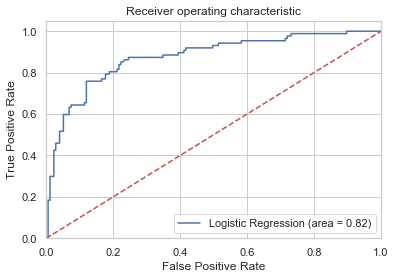 Receiver operating characteristic
1.0
0.8
0.6
0.4
0.2
0.0
True Positive Rate
Logistic Regression (area = 0.82)
0.0 0.2 0.4 0.6 0.8 1.0
False Positive Rate